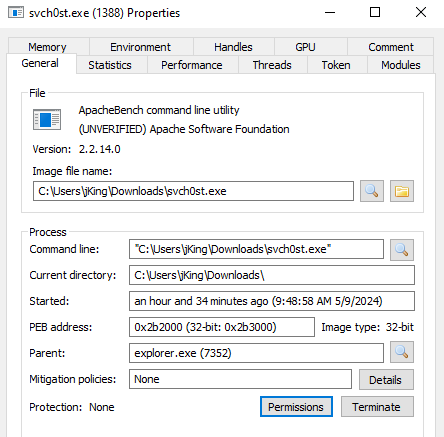 svch0st.exe (1388) Properties
Memory Environment Handles GPU Comment
General Statistics Performance Threads Token Modules
File
ApacheBench command line utility
(UNVERIFIED) Apache Software Foundation
Version: 2.2.14.0
Image file name:
C:\Users\jKing\Downloads\svch0st.exe
Process
Command line: "C:\Users\jKing\Downloads\svch0st.exe"
Current directory: C:\Users\jKing\Downloads\
Started: an hour and 34 minutes ago (9:48:58 AM 5/9/2024)
PEB address: 0x2b2000 (32-bit: 0x2b3000) Image type: 32-bit
Parent: explorer.exe (7352)
Mitigation policies: None Details
Protection: None Permissions Terminate